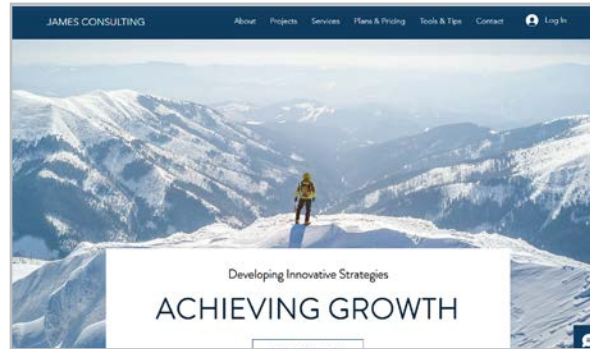 JAMES CONSULTING About Projects Services Plans & Pricing Tools & Tips Contact Log In
Developing Innovative Strategies
ACHIEVING GROWTH